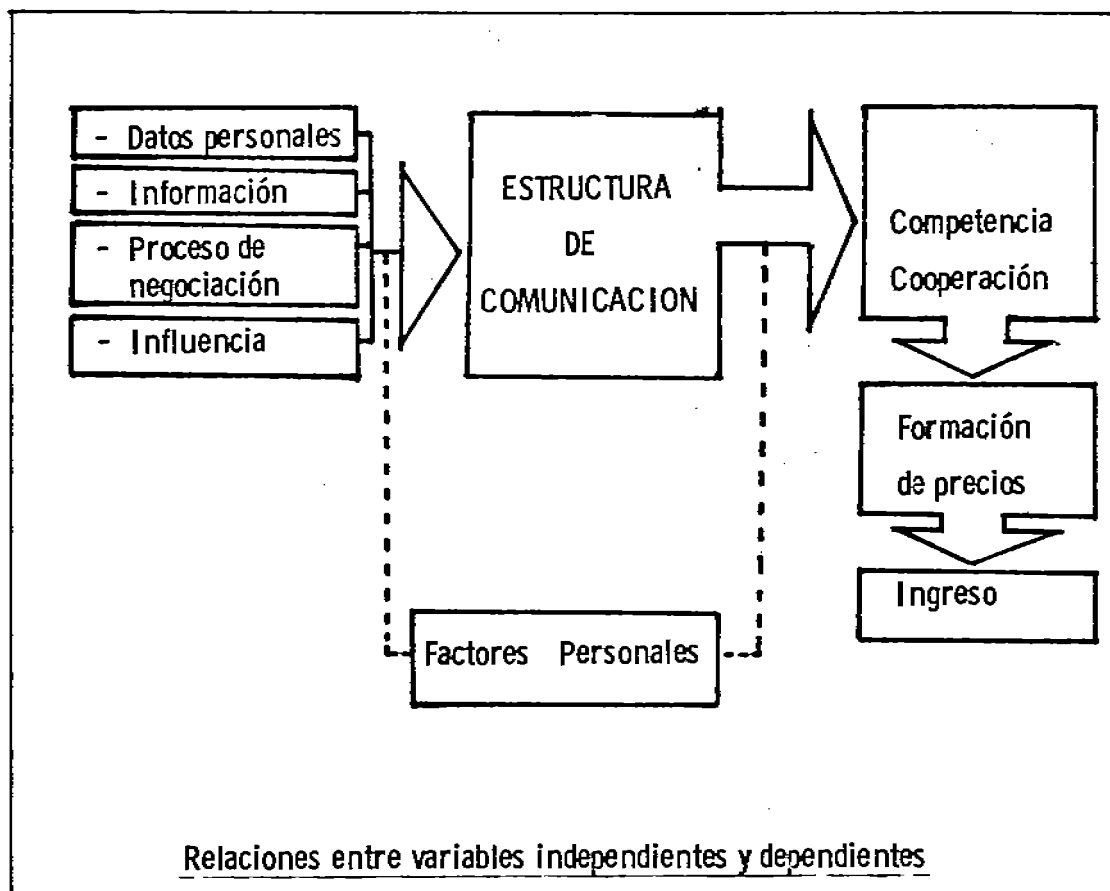 - Datos personales
- Información
- Proceso de
negociación
- Influencia
ESTRUCTURA
DE
COMUNICACION
Competencia
Cooperación
Formación
de precios
Ingreso
Factores Personales
Relaciones entre variables independientes y dependientes